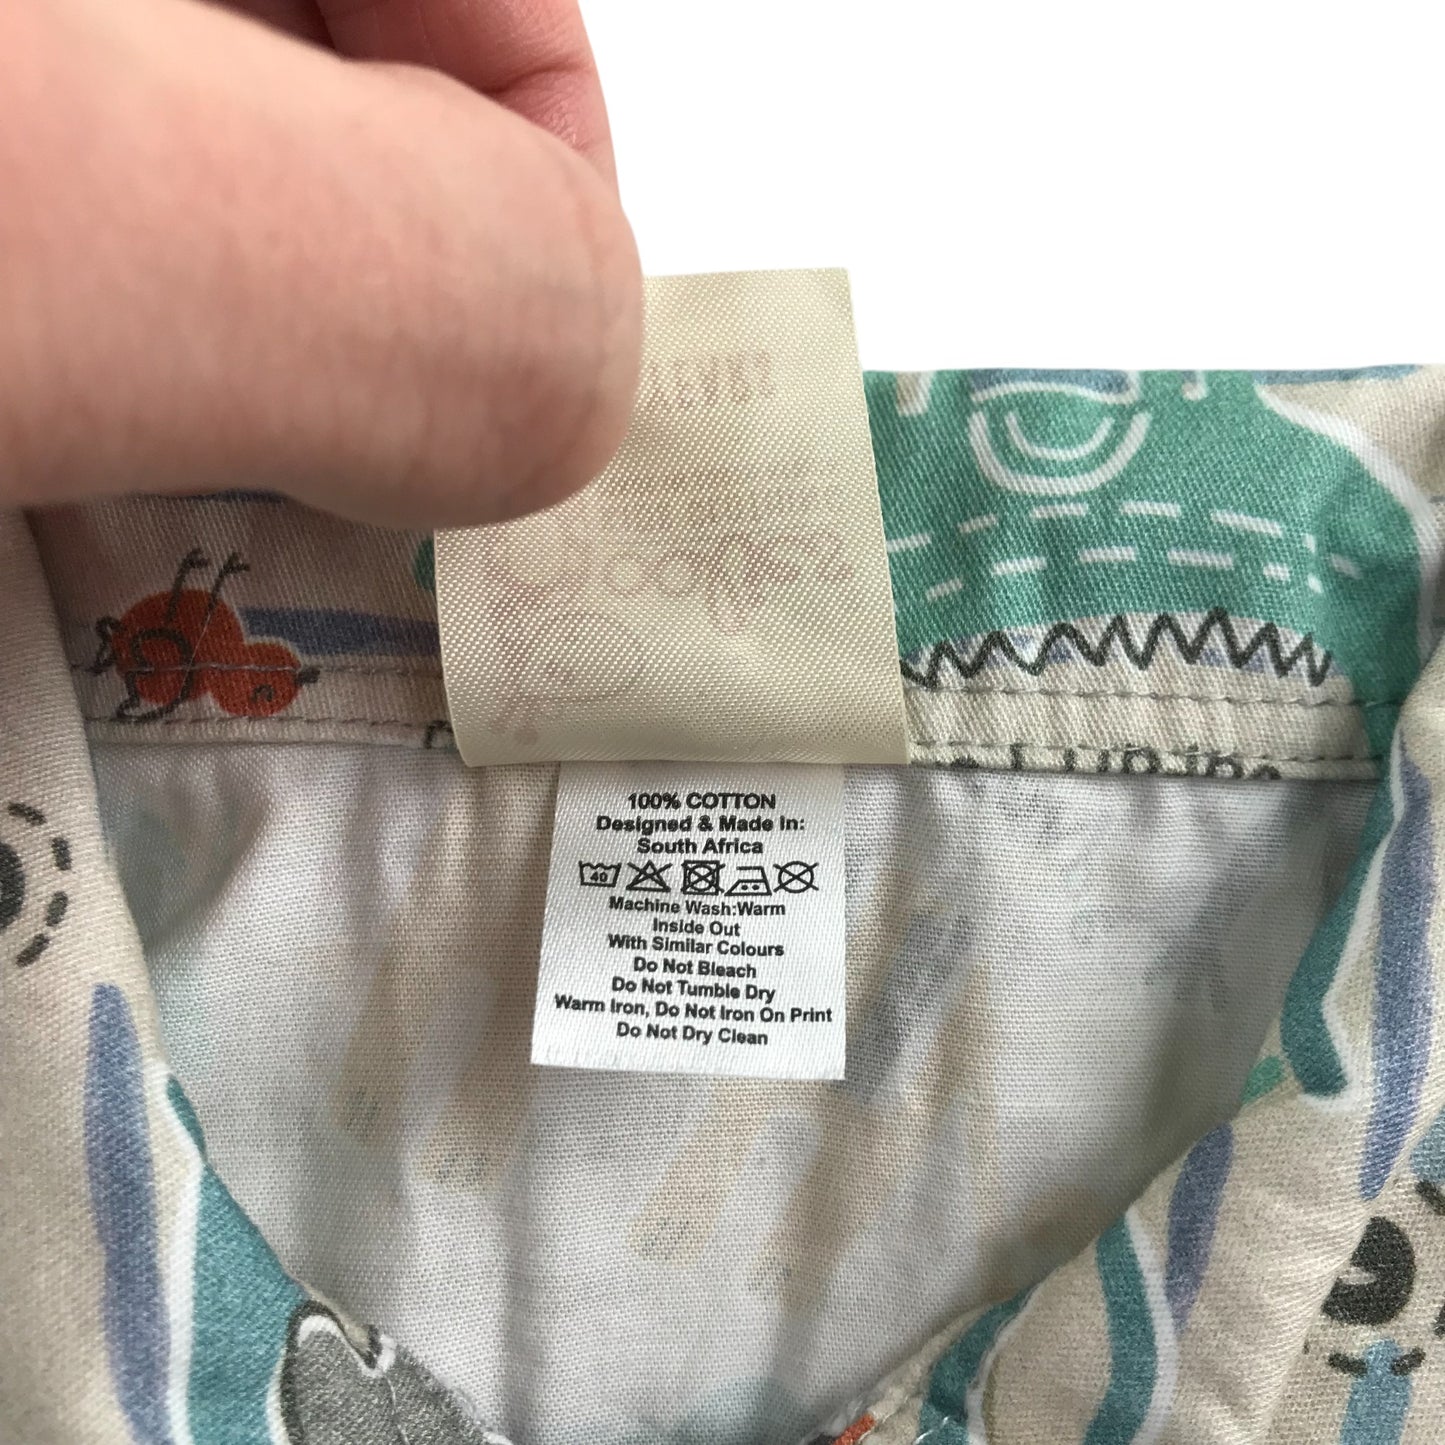 100% COTTON
Designed & Made In:
South Africa
40
Machine Wash:Warm
Inside Out
With Similar Colours
Do Not Bleach
Do Not Tumble Dry
Warm Iron, Do Not Iron On Print
Do Not Dry Clean